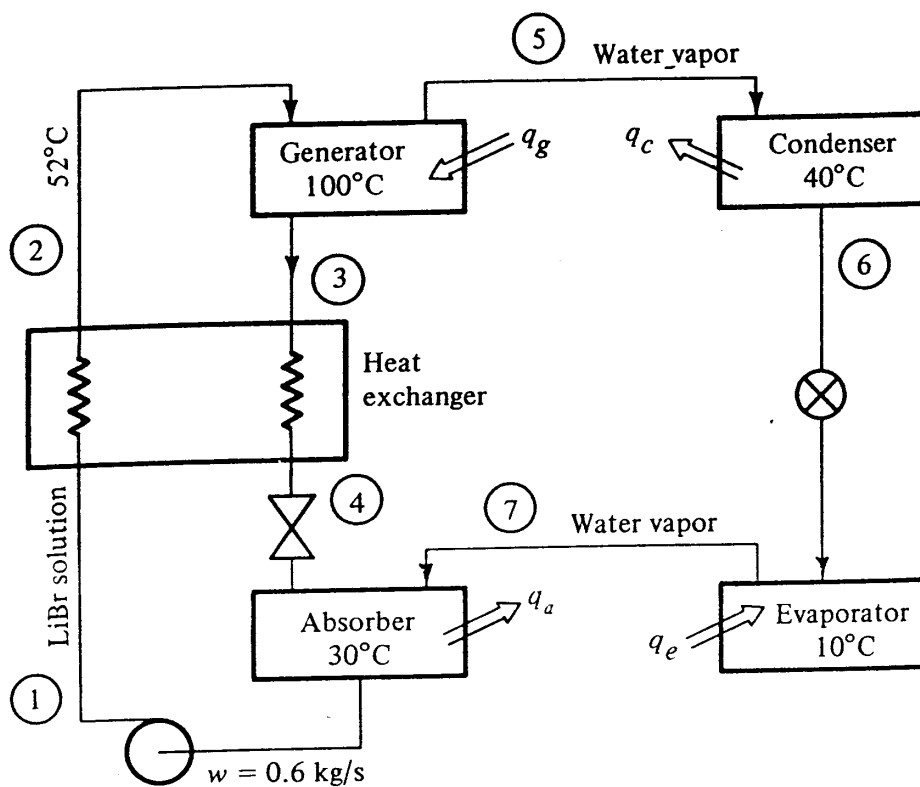 5
Water vapor
52°C
Generator
100°C
q_g
q_c
Condenser
40°C
2
3
6
Heat
exchanger
LiBr solution
4
7
Water vapor
Absorber
30°C
q_a
q_e
Evaporator
10°C
1
w = 0.6 kg/s